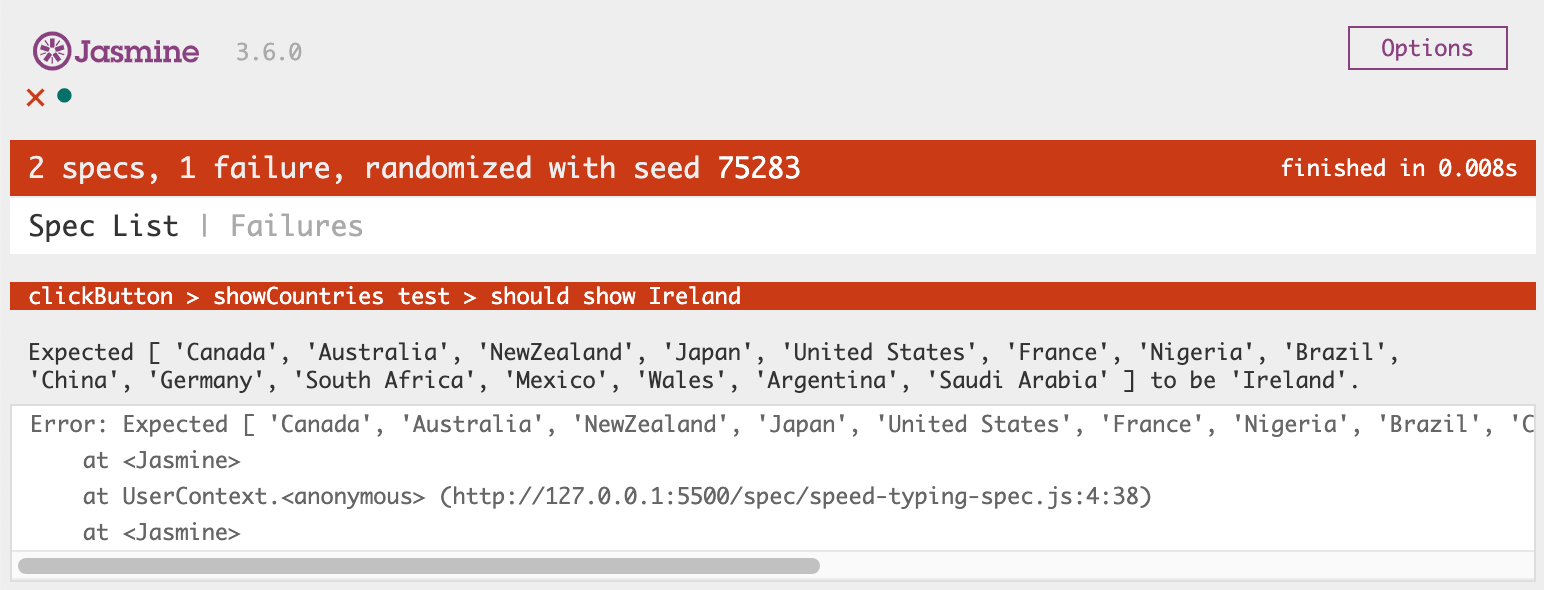 Jasmine 3.6.0 Options
2 specs, 1 failure, randomized with seed 75283 finished in 0.008s
Spec List | Failures
clickButton > showCountries test > should show Ireland
Expected [ 'Canada', 'Australia', 'NewZealand', 'Japan', 'United States', 'France', 'Nigeria', 'Brazil',
'China', 'Germany', 'South Africa', 'Mexico', 'Wales', 'Argentina', 'Saudi Arabia' ] to be 'Ireland'.
Error: Expected [ 'Canada', 'Australia', 'NewZealand', 'Japan', 'United States', 'France', 'Nigeria', 'Brazil', 'C
at <Jasmine>
at UserContext.<anonymous> (http://127.0.0.1:5500/spec/speed-typing-spec.js:4:38)
at <Jasmine>